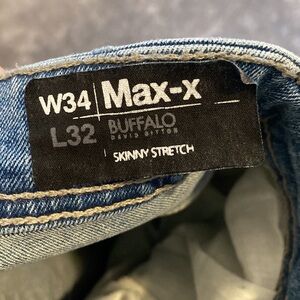 W34 | Max-x
L32 BUFFALO
DAVID BITTON
SKINNY STRETCH